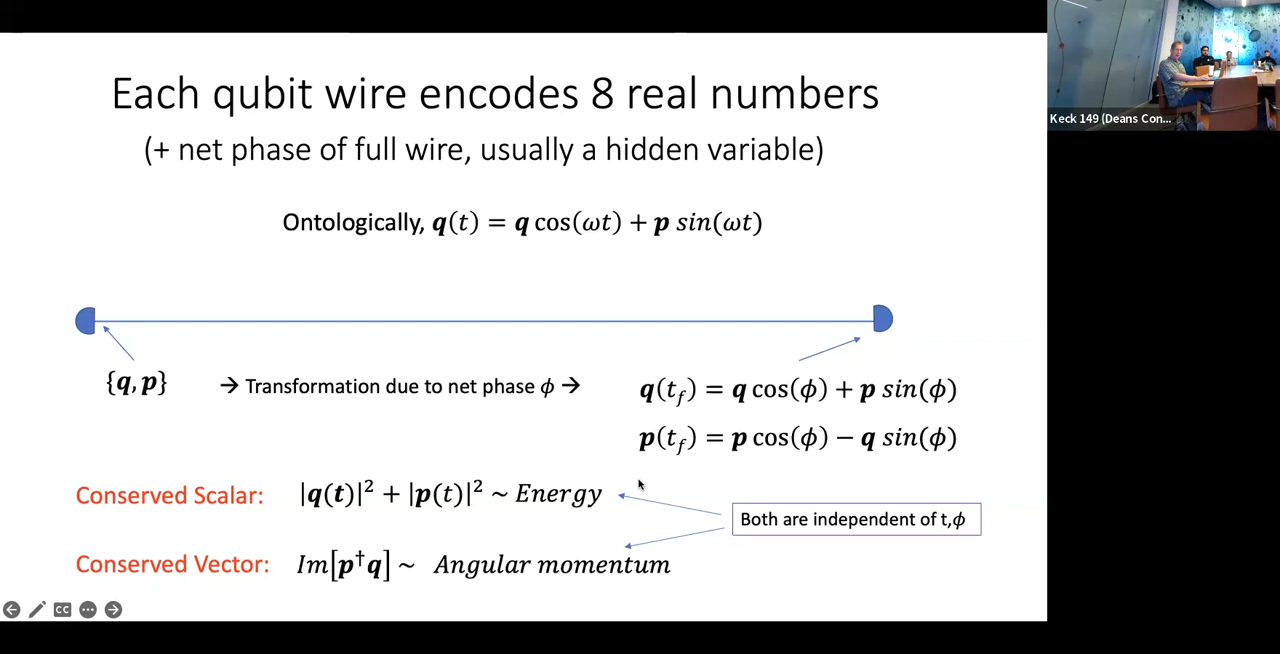 Each qubit wire encodes 8 real numbers
(+ net phase of full wire, usually a hidden variable)
Ontologically, q(t) = q cos(ωt) + p sin(ωt)
{q, p}
→ Transformation due to net phase ϕ →
q(t_f) = q cos(ϕ) + p sin(ϕ)
p(t_f) = p cos(ϕ) − q sin(ϕ)
Conserved Scalar: |q(t)|² + |p(t)|² ~ Energy
Both are independent of t,ϕ
Conserved Vector: Im[p†q] ~ Angular momentum
CC
Keck 149 (Deans Con...